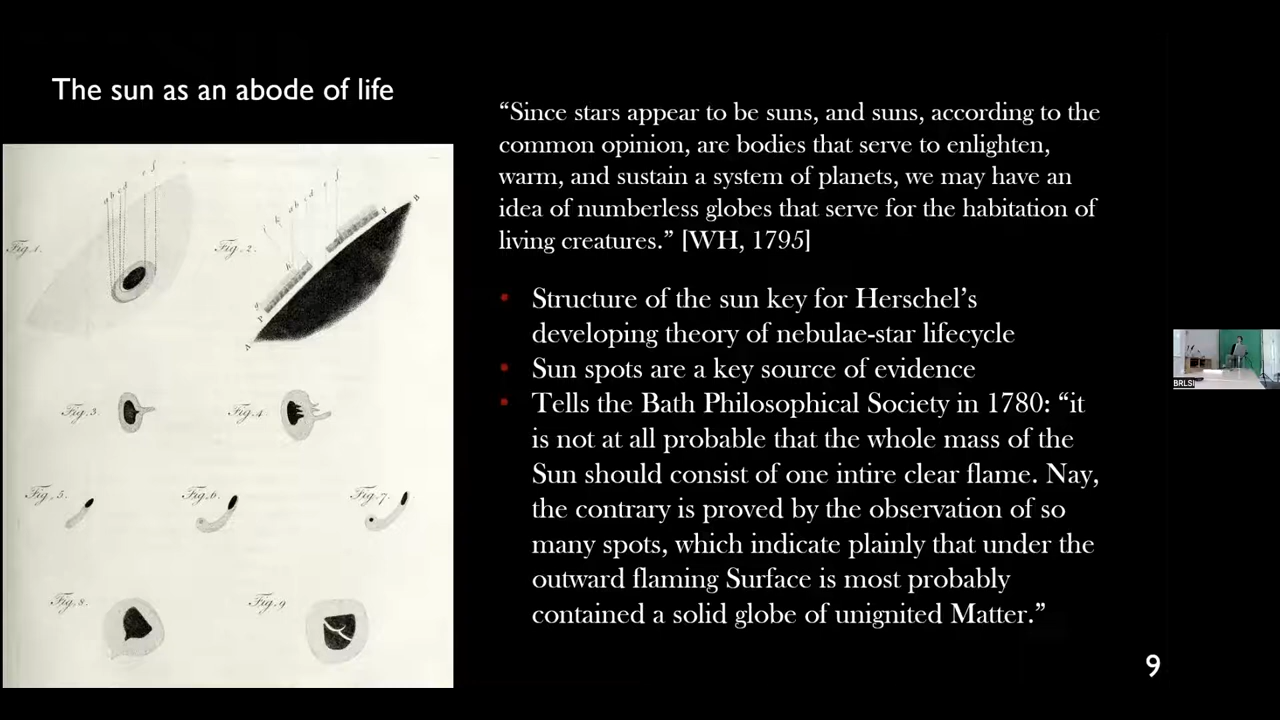 The sun as an abode of life
“Since stars appear to be suns, and suns, according to the
common opinion, are bodies that serve to enlighten,
warm, and sustain a system of planets, we may have an
idea of numberless globes that serve for the habitation of
living creatures.” [WH, 1795]
• Structure of the sun key for Herschel’s
developing theory of nebulae-star lifecycle
• Sun spots are a key source of evidence
• Tells the Bath Philosophical Society in 1780: “it
is not at all probable that the whole mass of the
Sun should consist of one intire clear flame. Nay,
the contrary is proved by the observation of so
many spots, which indicate plainly that under the
outward flaming Surface is most probably
contained a solid globe of unignited Matter.”
Fig. 1.
Fig. 2.
Fig. 3.
Fig. 4.
Fig. 5.
Fig. 6.
Fig. 7.
Fig. 8.
Fig. 9
BRLSI
9